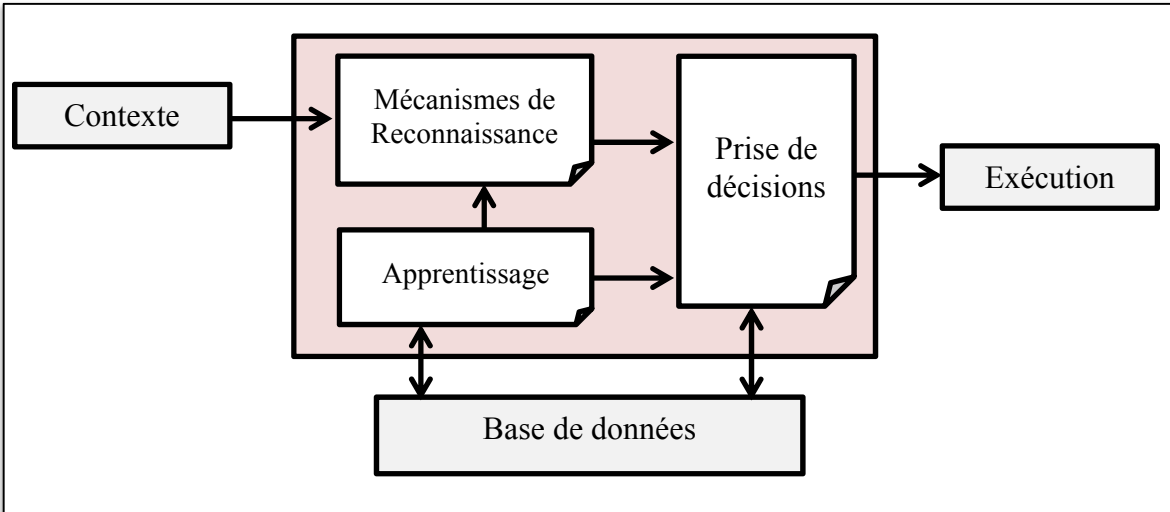 Contexte
Mécanismes de
Reconnaissance
Prise de
décisions
Exécution
Apprentissage
Base de données